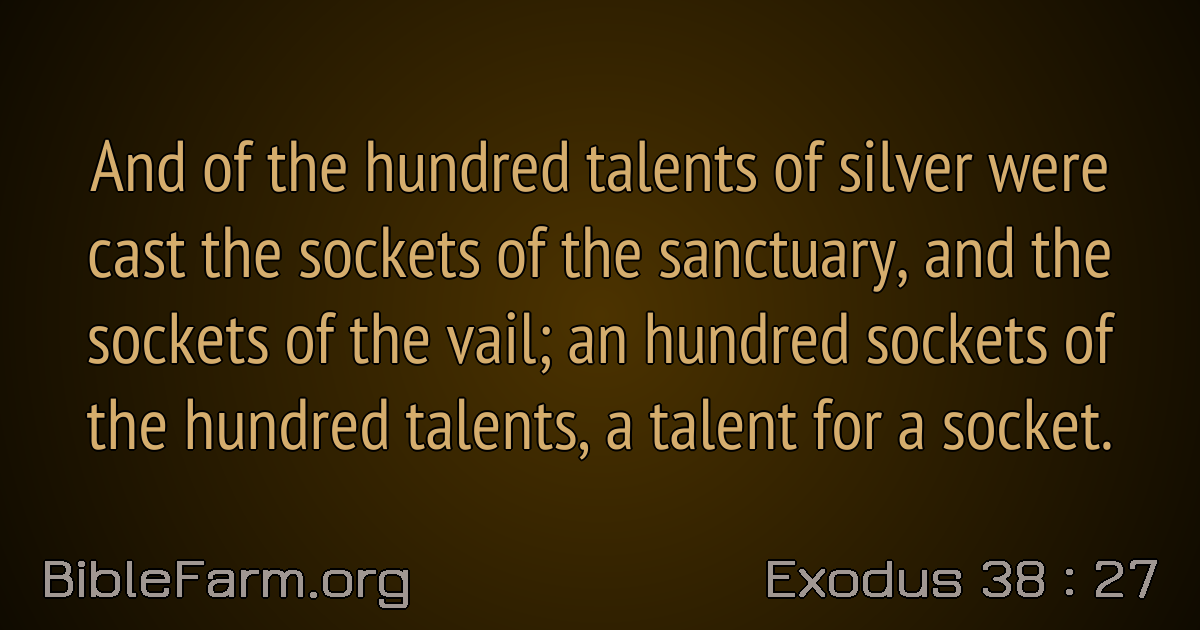 And of the hundred talents of silver were
cast the sockets of the sanctuary, and the
sockets of the vail; an hundred sockets of
the hundred talents, a talent for a socket.
BibleFarm.org
Exodus 38 : 27